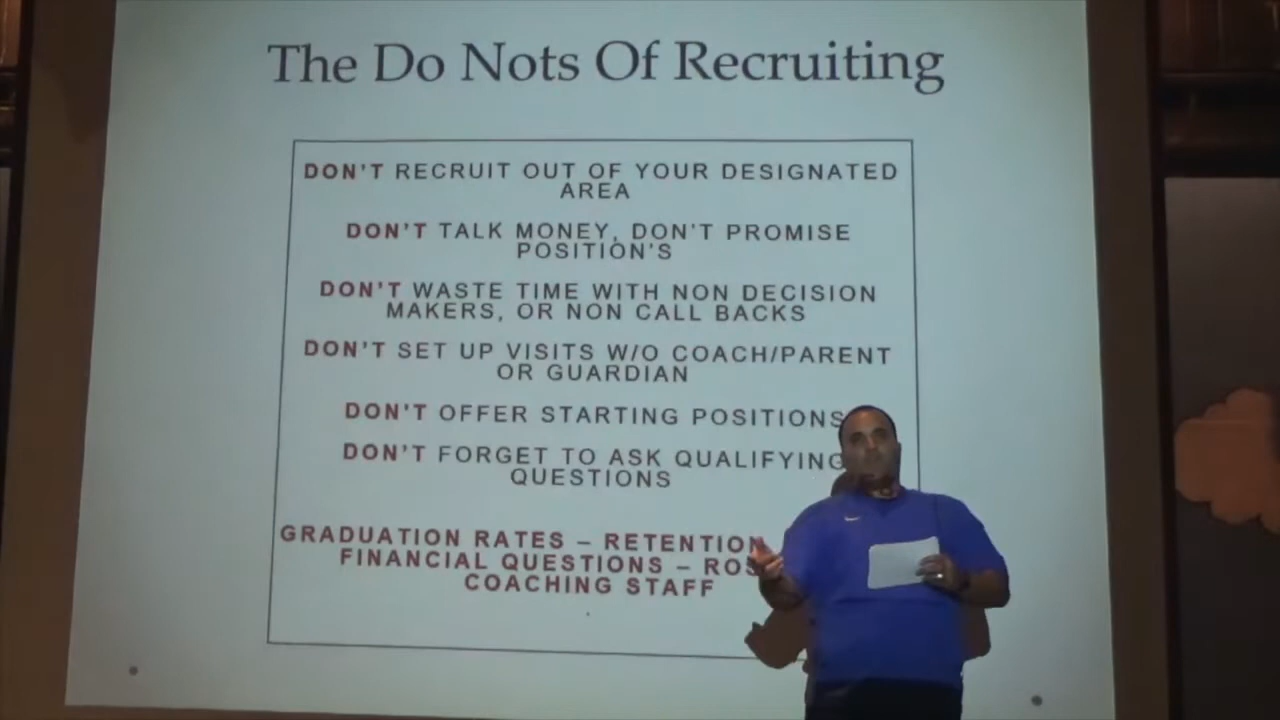 The Do Nots Of Recruiting
DON'T RECRUIT OUT OF YOUR DESIGNATED
AREA
DON'T TALK MONEY, DON'T PROMISE
POSITION'S
DON'T WASTE TIME WITH NON DECISION
MAKERS, OR NON CALL BACKS
DON'T SET UP VISITS W/O COACH/PARENT
OR GUARDIAN
DON'T OFFER STARTING POSITIONS
DON'T FORGET TO ASK QUALIFYING
QUESTIONS
GRADUATION RATES – RETENTION
FINANCIAL QUESTIONS –
COACHING STAFF